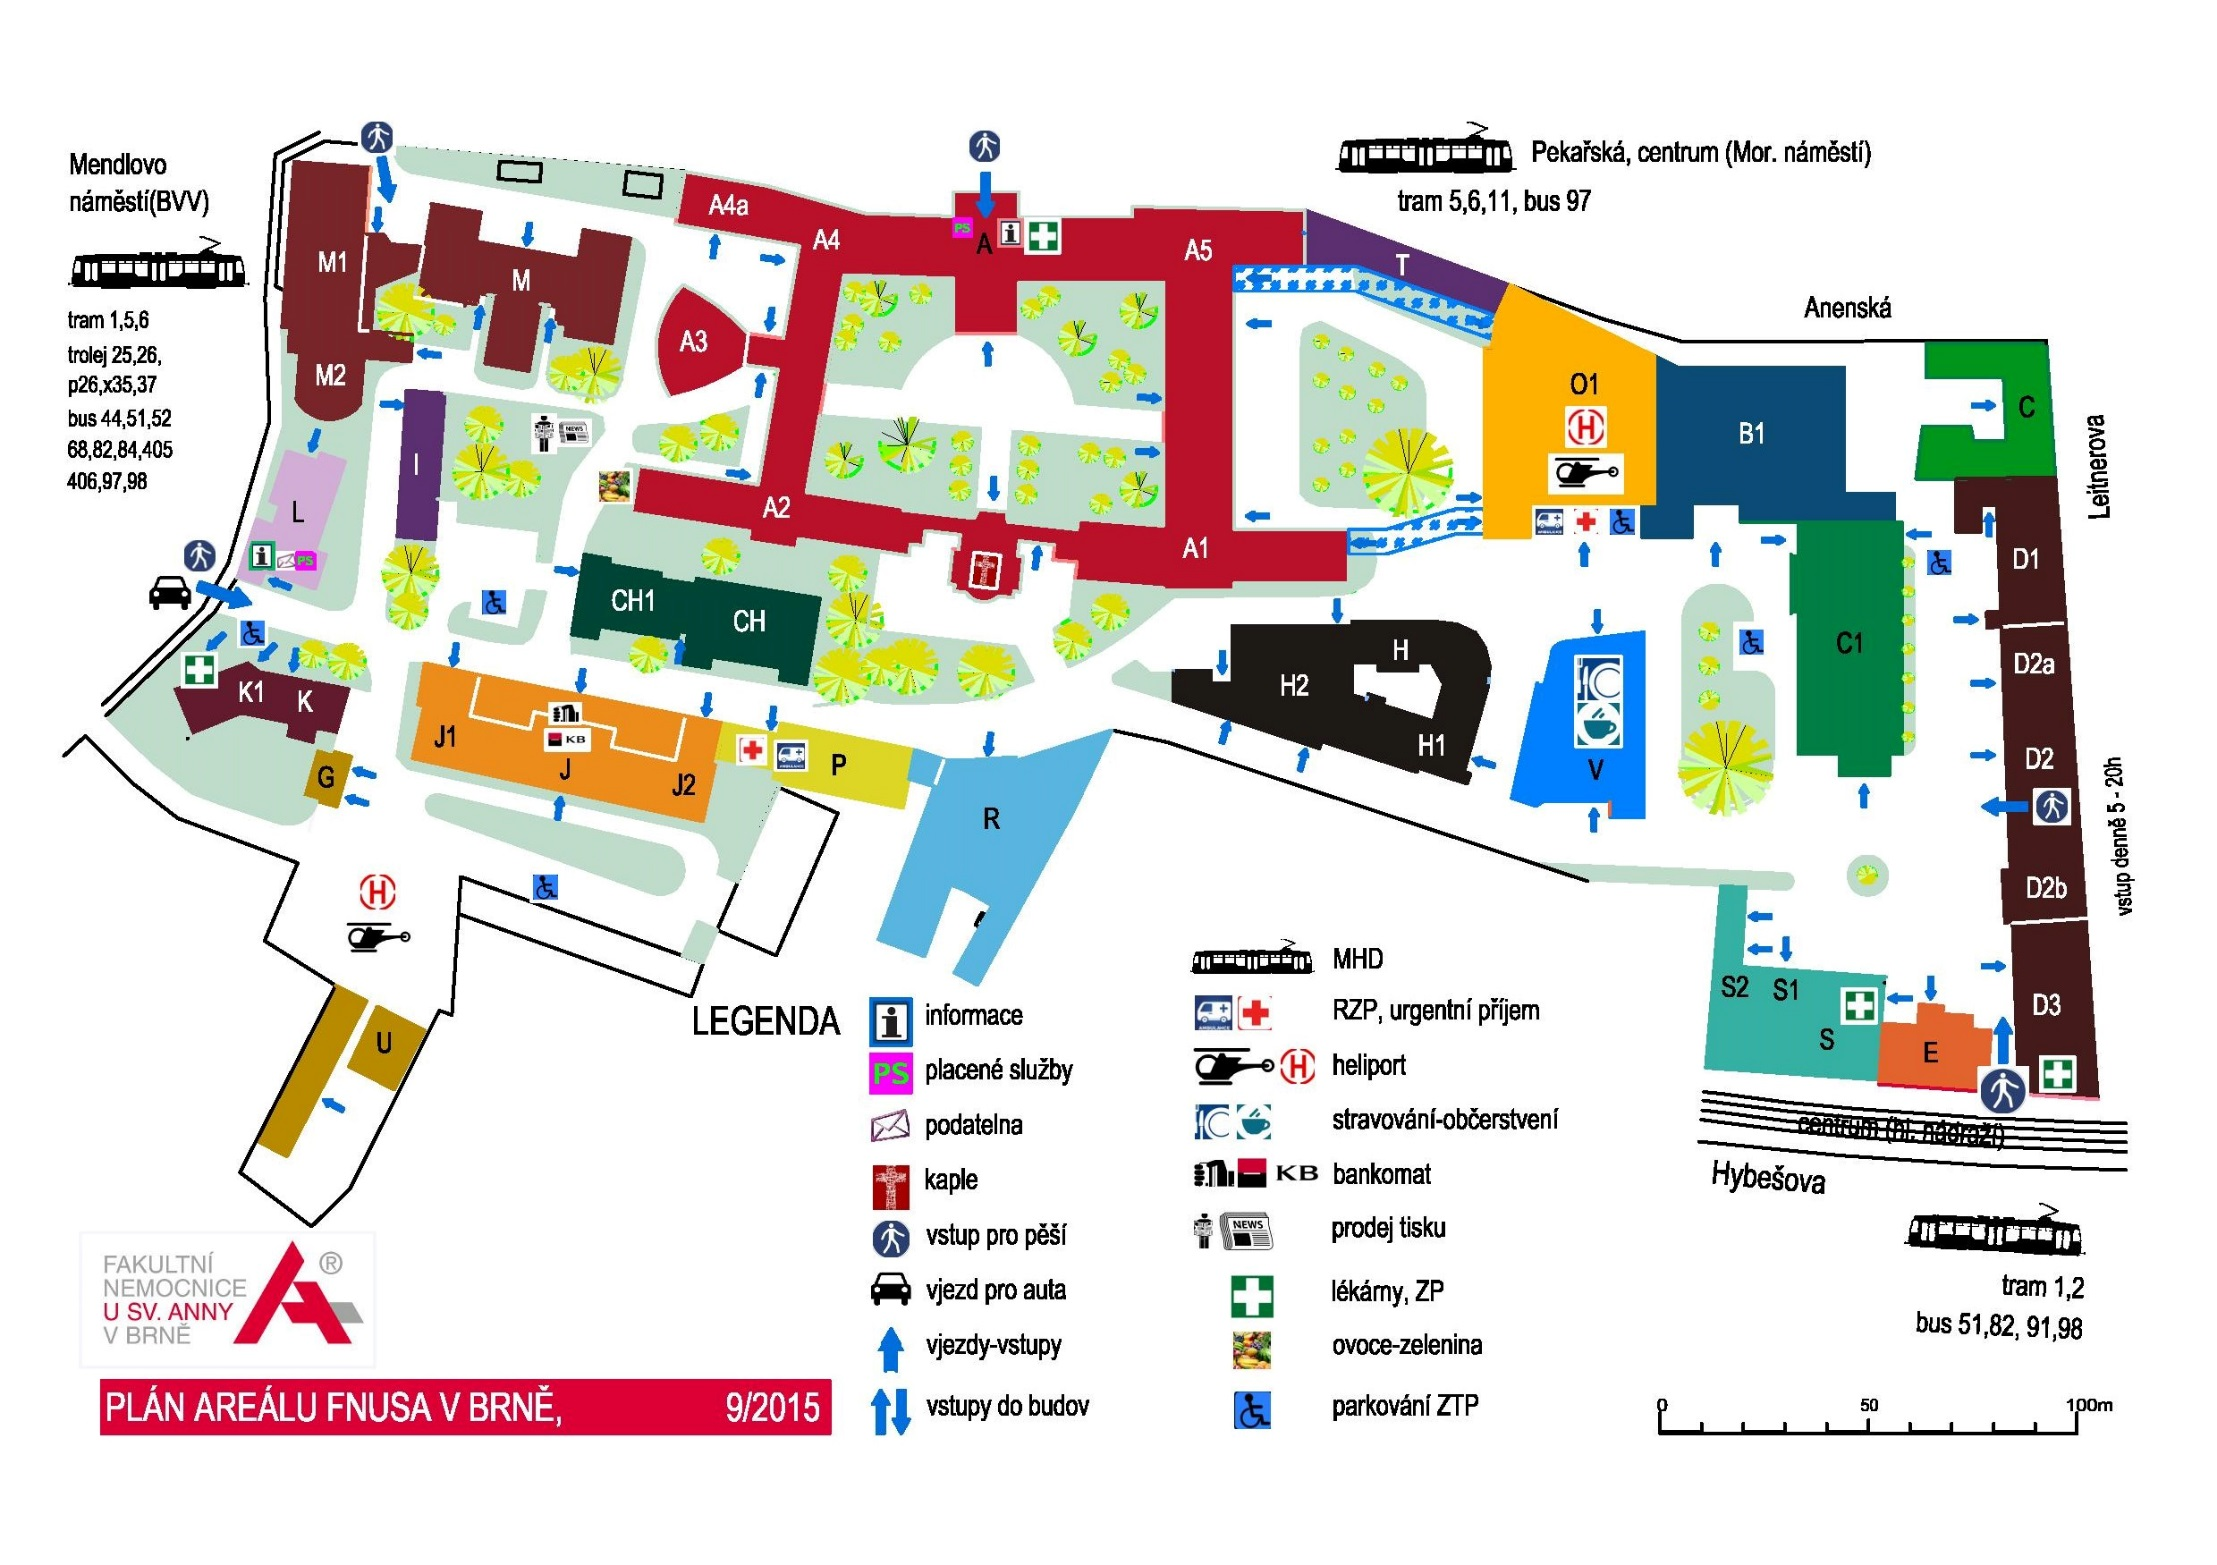 Mendlovo
náměstí(BVV)
tram 1,5,6
trolej 25,26,
p26,x35,37
bus 44,51,52
68,82,84,405
406,97,98
Pekařská, centrum (Mor. náměstí)
tram 5,6,11, bus 97
Anenská
Leitnerova
vstup denně 5 - 20h
M1
M
M2
I
L
PS
A4a
A4
PS
A
A5
A3
A2
A1
T
O1
H
B1
C
NEWS
CH1
CH
C1
D1
D2a
D2
D2b
D3
K1
K
G
J1
J
J2
KB
P
R
H2
H
H1
V
H
U
S2
S1
S
E
centrum (hl. nádraží)
Hybešova
tram 1,2
bus 51,82, 91,98
LEGENDA
informace
PS placené služby
podatelna
kaple
vstup pro pěší
vjezd pro auta
vjezdy-vstupy
vstupy do budov
MHD
AMBULANCE
RZP, urgentní příjem
H heliport
stravování-občerstvení
KB bankomat
NEWS prodej tisku
lékárny, ZP
ovoce-zelenina
parkování ZTP
FAKULTNÍ
NEMOCNICE
U SV. ANNY
V BRNĚ
®
PLÁN AREÁLU FNUSA V BRNĚ, 9/2015
0 50 100m